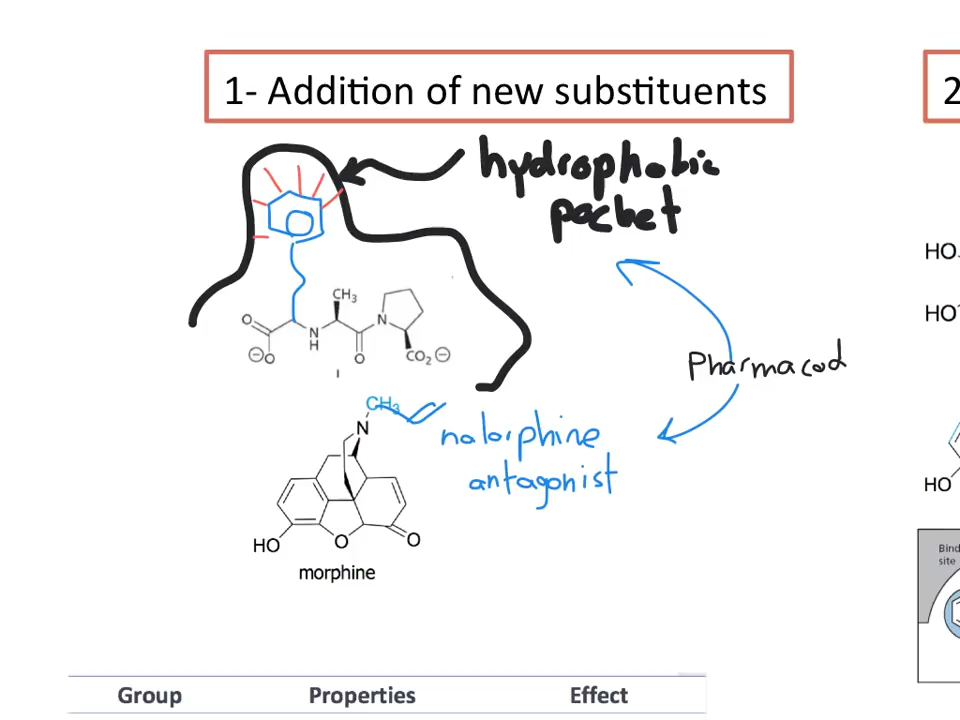 1- Addition of new substituents
2
hydrophobic
pocket
CH3
O
N
N
H
⊖O
O
CO2⊖
I
Pharmacod
CH3
N
nalorphine
antagonist
HO
O
O
morphine
HO
HO
HO
Bind
site
Group Properties Effect